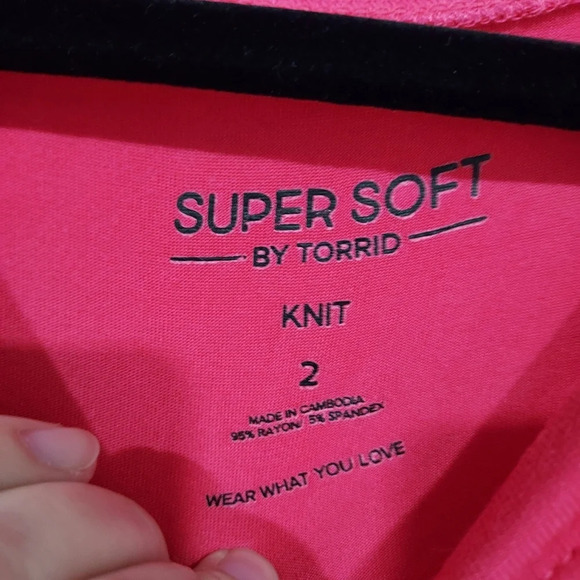 SUPER SOFT
BY TORRID
KNIT
2
MADE IN CAMBODIA
95% RAYON/ 5% SPANDEX
WEAR WHAT YOU LOVE